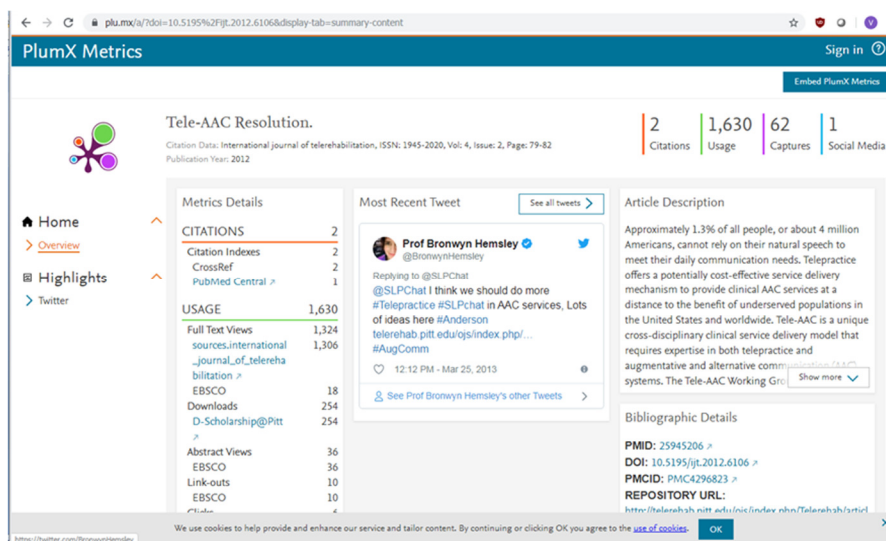 plu.mx/a/?doi=10.5195%2Fijt.2012.6106&display-tab=summary-content
V
PlumX Metrics
Sign in
Embed PlumX Metrics
Tele-AAC Resolution.
Citation Data: International journal of telerehabilitation, ISSN: 1945-2020, Vol: 4, Issue: 2, Page: 79-82
Publication Year: 2012
2
Citations
1,630
Usage
62
Captures
1
Social Media
Home
Overview
Highlights
Twitter
Metrics Details
CITATIONS 2
Citation Indexes 2
CrossRef 2
PubMed Central 1
USAGE 1,630
Full Text Views 1,324
sources.international 1,306
_journal_of_telereha
bilitation
EBSCO 18
Downloads 254
D-Scholarship@Pitt 254
Abstract Views 36
EBSCO 36
Link-outs 10
EBSCO 10
Clicks 6
Most Recent Tweet
See all tweets
Prof Bronwyn Hemsley
@BronwynHemsley
Replying to @SLPChat
@SLPChat I think we should do more
#Telepractice #SLPchat in AAC services, Lots
of ideas here #Anderson
telerehab.pitt.edu/ojs/index.php/…
#AugComm
12:12 PM - Mar 25, 2013
See Prof Bronwyn Hemsley's other Tweets
Article Description
Approximately 1.3% of all people, or about 4 million
Americans, cannot rely on their natural speech to
meet their daily communication needs. Telepractice
offers a potentially cost-effective service delivery
mechanism to provide clinical AAC services at a
distance to the benefit of underserved populations in
the United States and worldwide. Tele-AAC is a unique
cross-disciplinary clinical service delivery model that
requires expertise in both telepractice and
augmentative and alternative communication (AAC)
systems. The Tele-AAC Working
Show more
Bibliographic Details
PMID: 25945206
DOI: 10.5195/ijt.2012.6106
PMCID: PMC4296823
REPOSITORY URL:
http://telerehab.pitt.edu/ojs/index.php/Telerehab/articl
We use cookies to help provide and enhance our service and tailor content. By continuing or clicking OK you agree to the use of cookies.
OK
https://twitter.com/BronwynHemsley